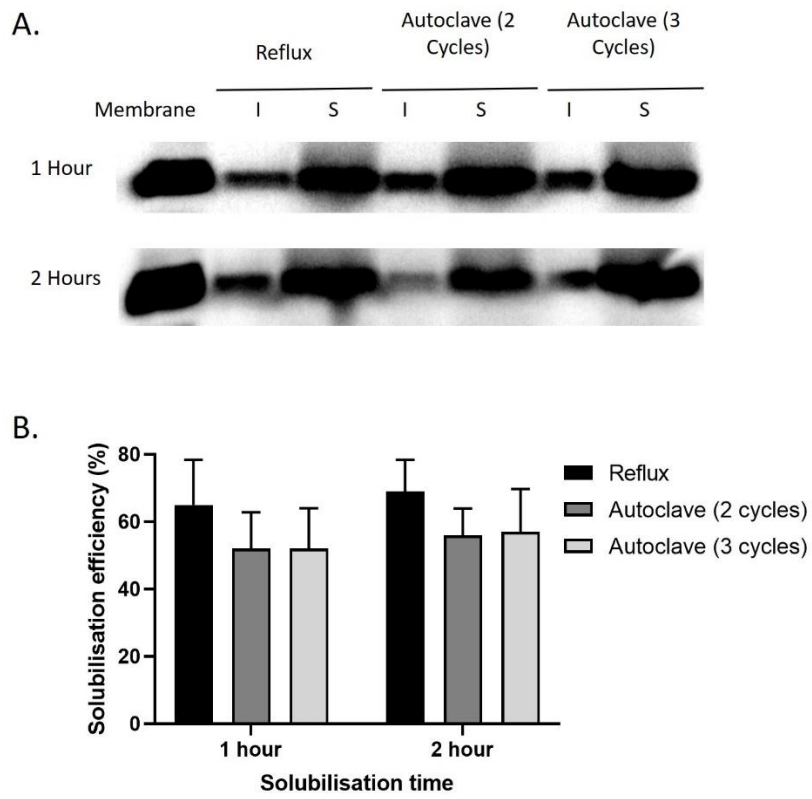 A.
Reflux
Autoclave (2
Cycles)
Autoclave (3
Cycles)
Membrane I S I S I S
1 Hour
2 Hours
B.
Solubilisation efficiency (%)
80
60
40
20
0
1 hour
2 hour
Solubilisation time
Reflux
Autoclave (2 cycles)
Autoclave (3 cycles)